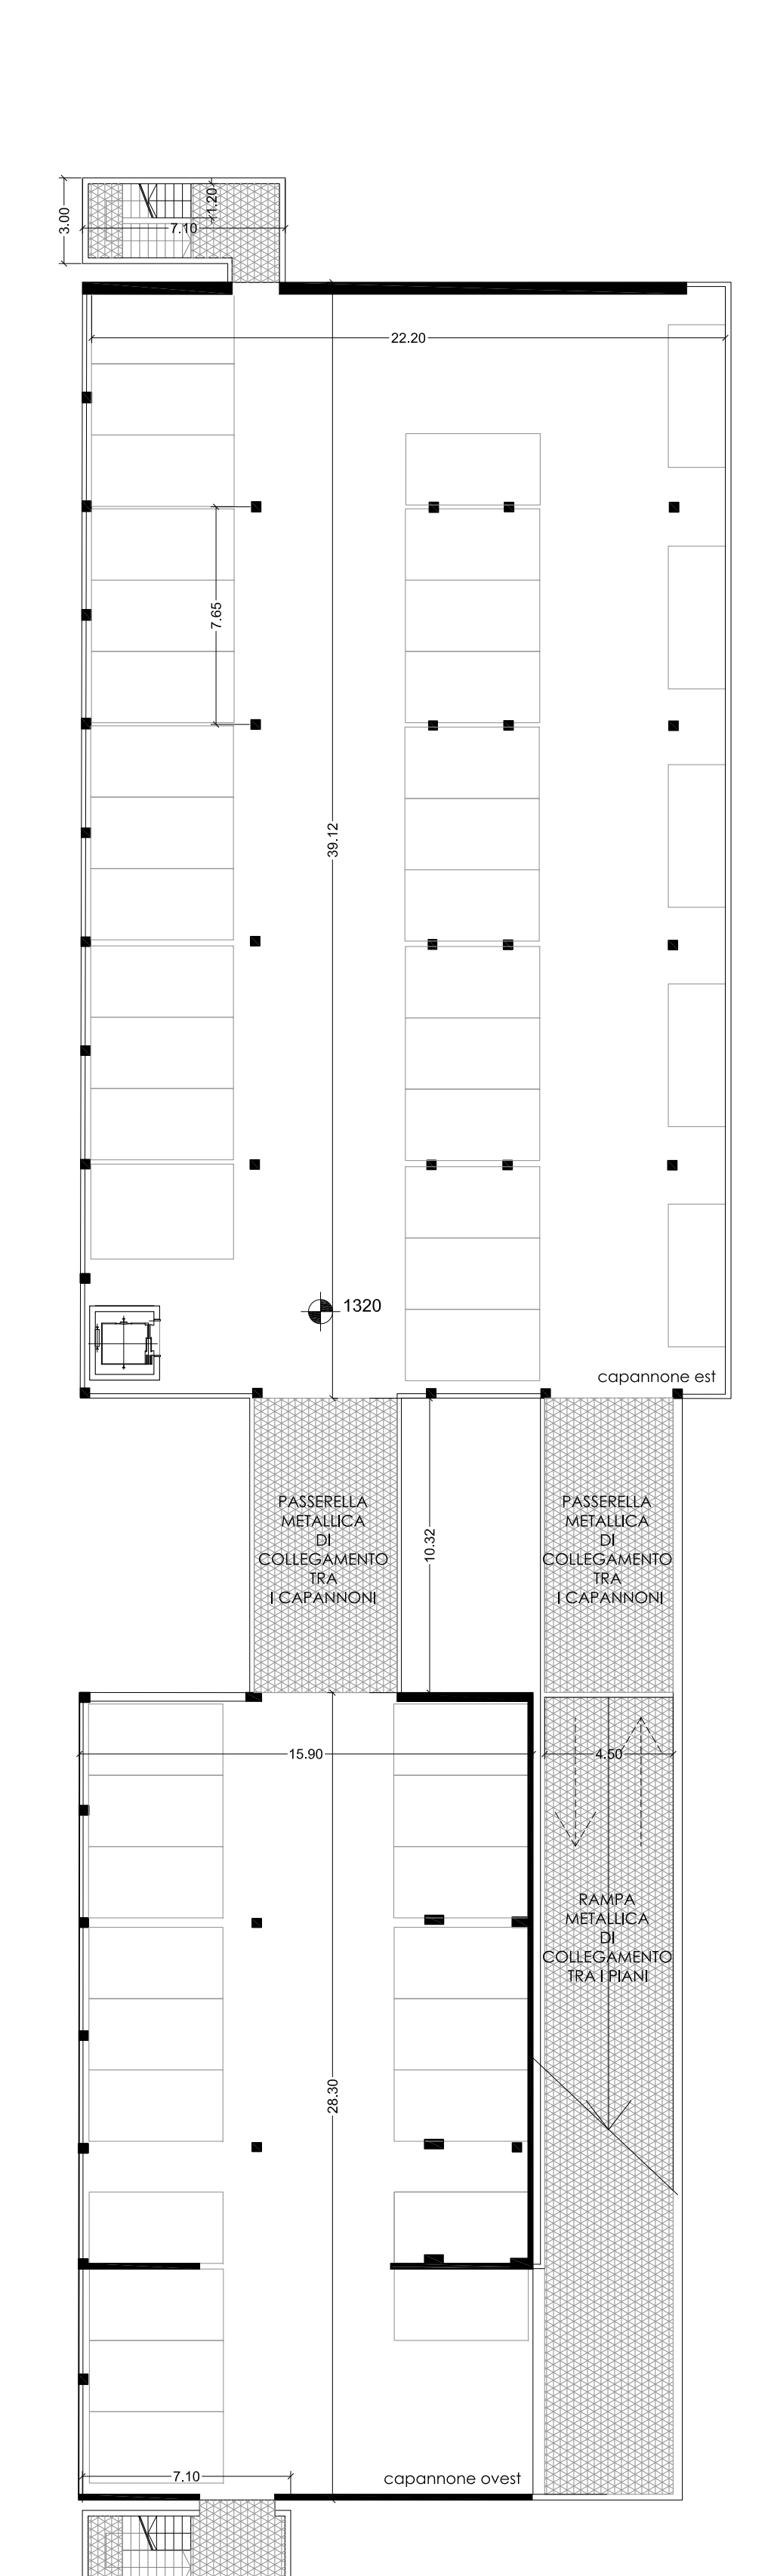 3.00
1.20
7.10
22.20
7.65
39.12
1320
capannone est
PASSERELLA
METALLICA
DI
COLLEGAMENTO
TRA
I CAPANNONI
10.32
PASSERELLA
METALLICA
DI
COLLEGAMENTO
TRA
I CAPANNONI
15.90
4.50
RAMPA
METALLICA
DI
COLLEGAMENTO
TRA I PIANI
28.30
7.10
capannone ovest